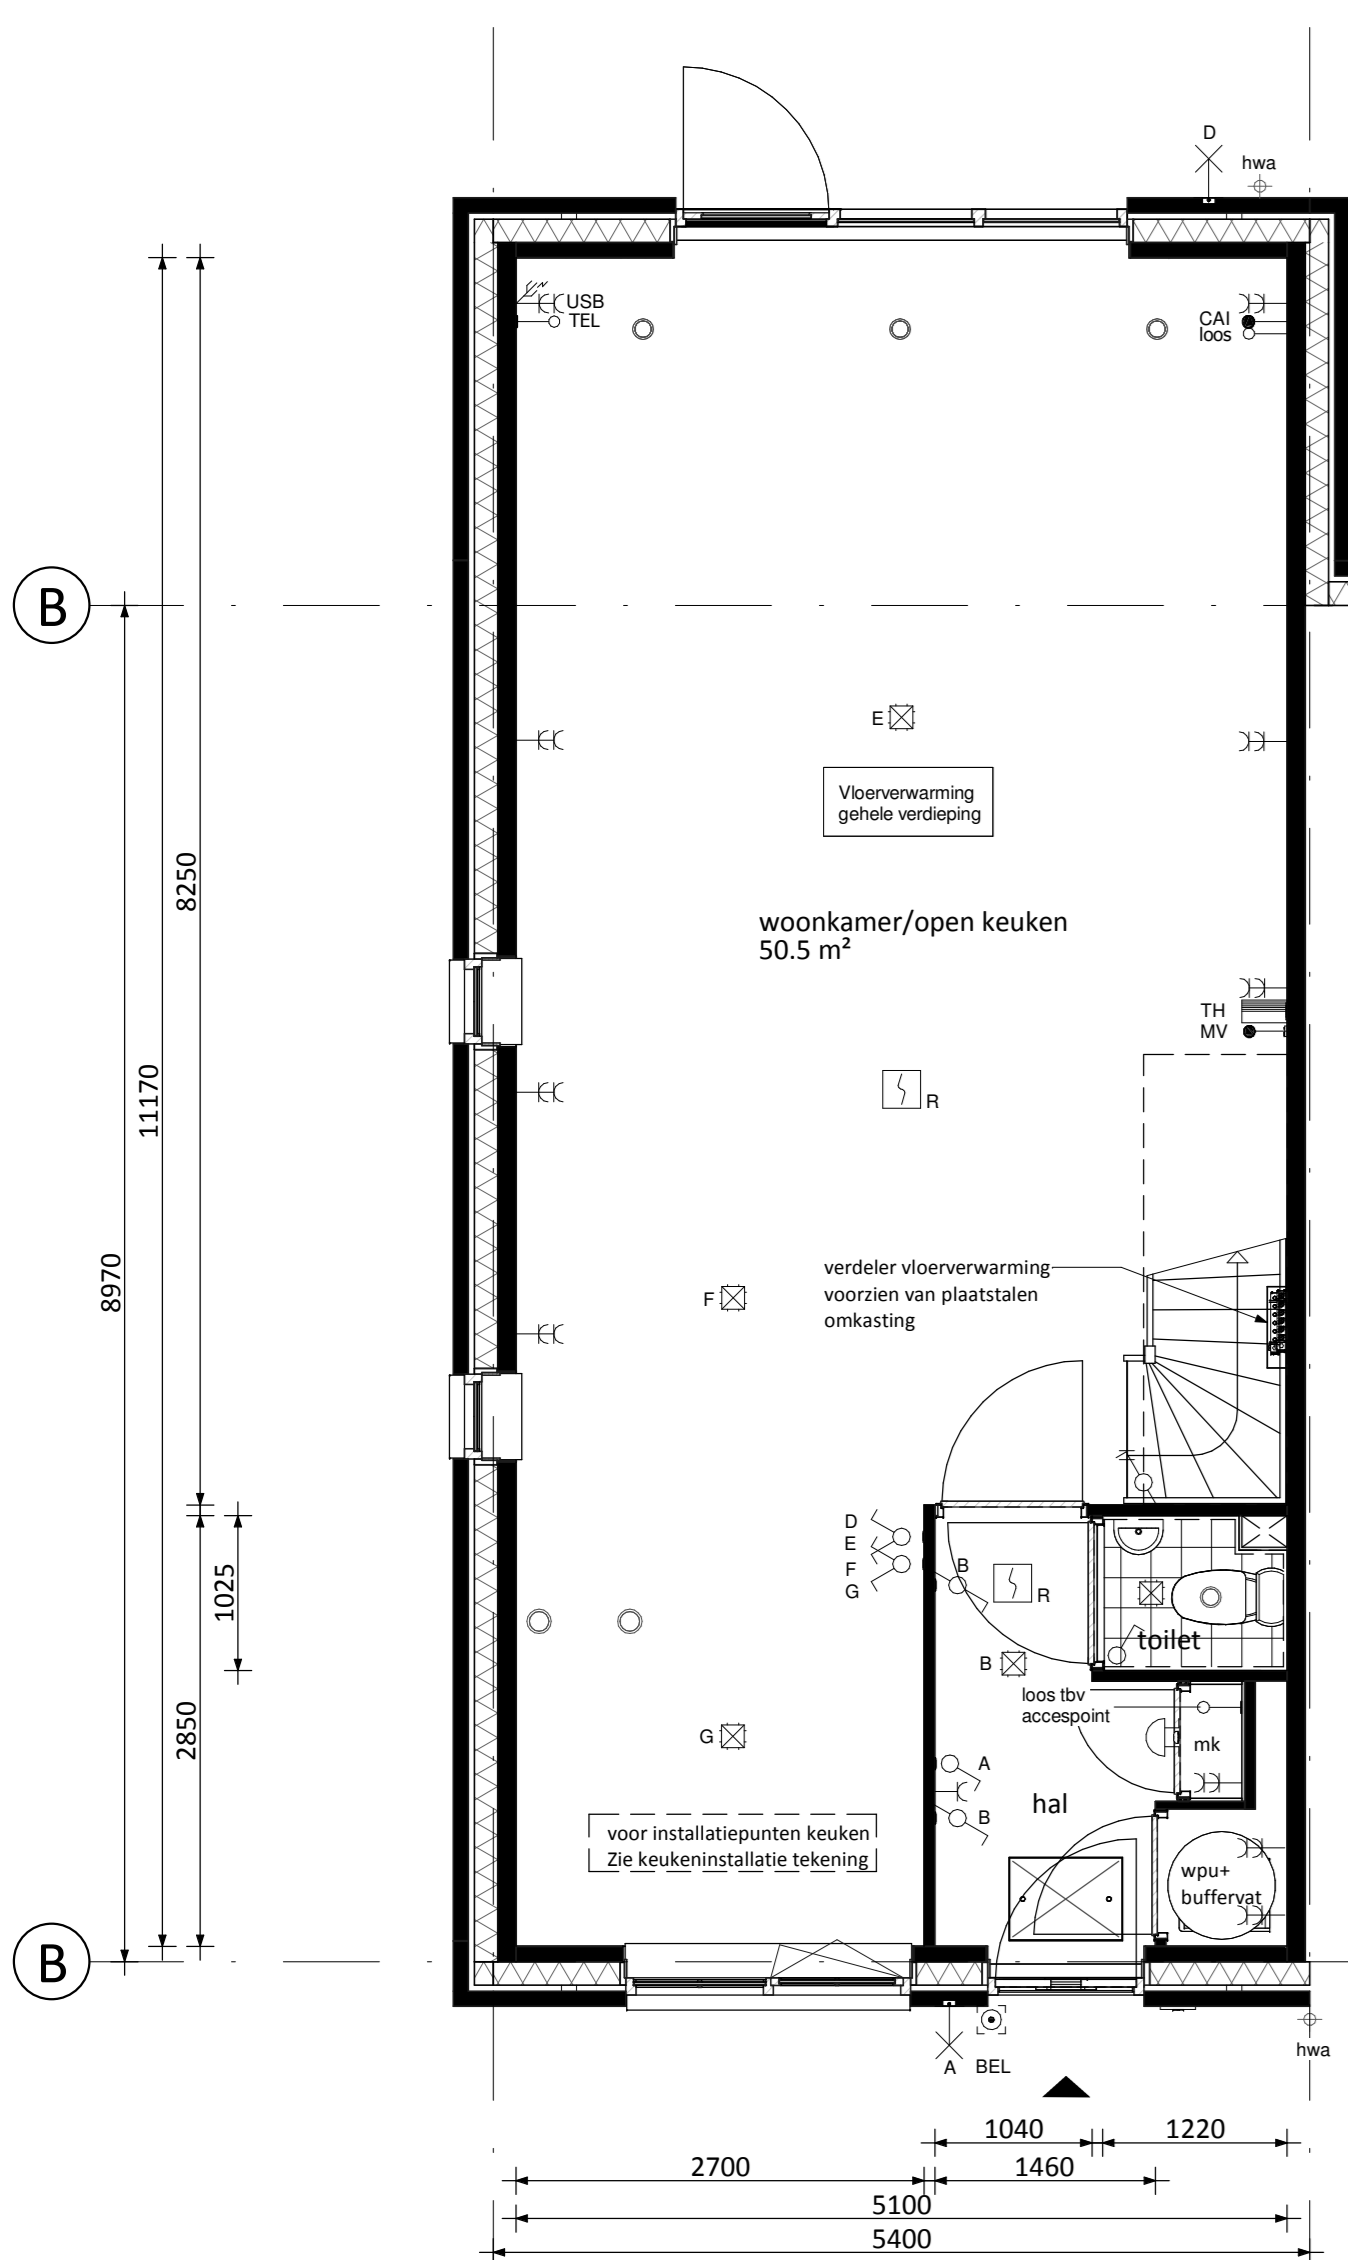 D
hwa
USB
TEL
CAI
loos
B
E
Vloerverwarming
gehele verdieping
8250
woonkamer/open keuken
50.5 m²
TH
MV
11170
R
8970
verdeler vloerverwarming
voorzien van plaatstalen
omkasting
F
D
E
F
G
B
R
1025
toilet
B
loos tbv
accespoint
2850
G
mk
A
hal
B
voor installatiepunten keuken
Zie keukeninstallatie tekening
wpu+
buffervat
B
hwa
A
BEL
1040
1220
2700
1460
5100
5400